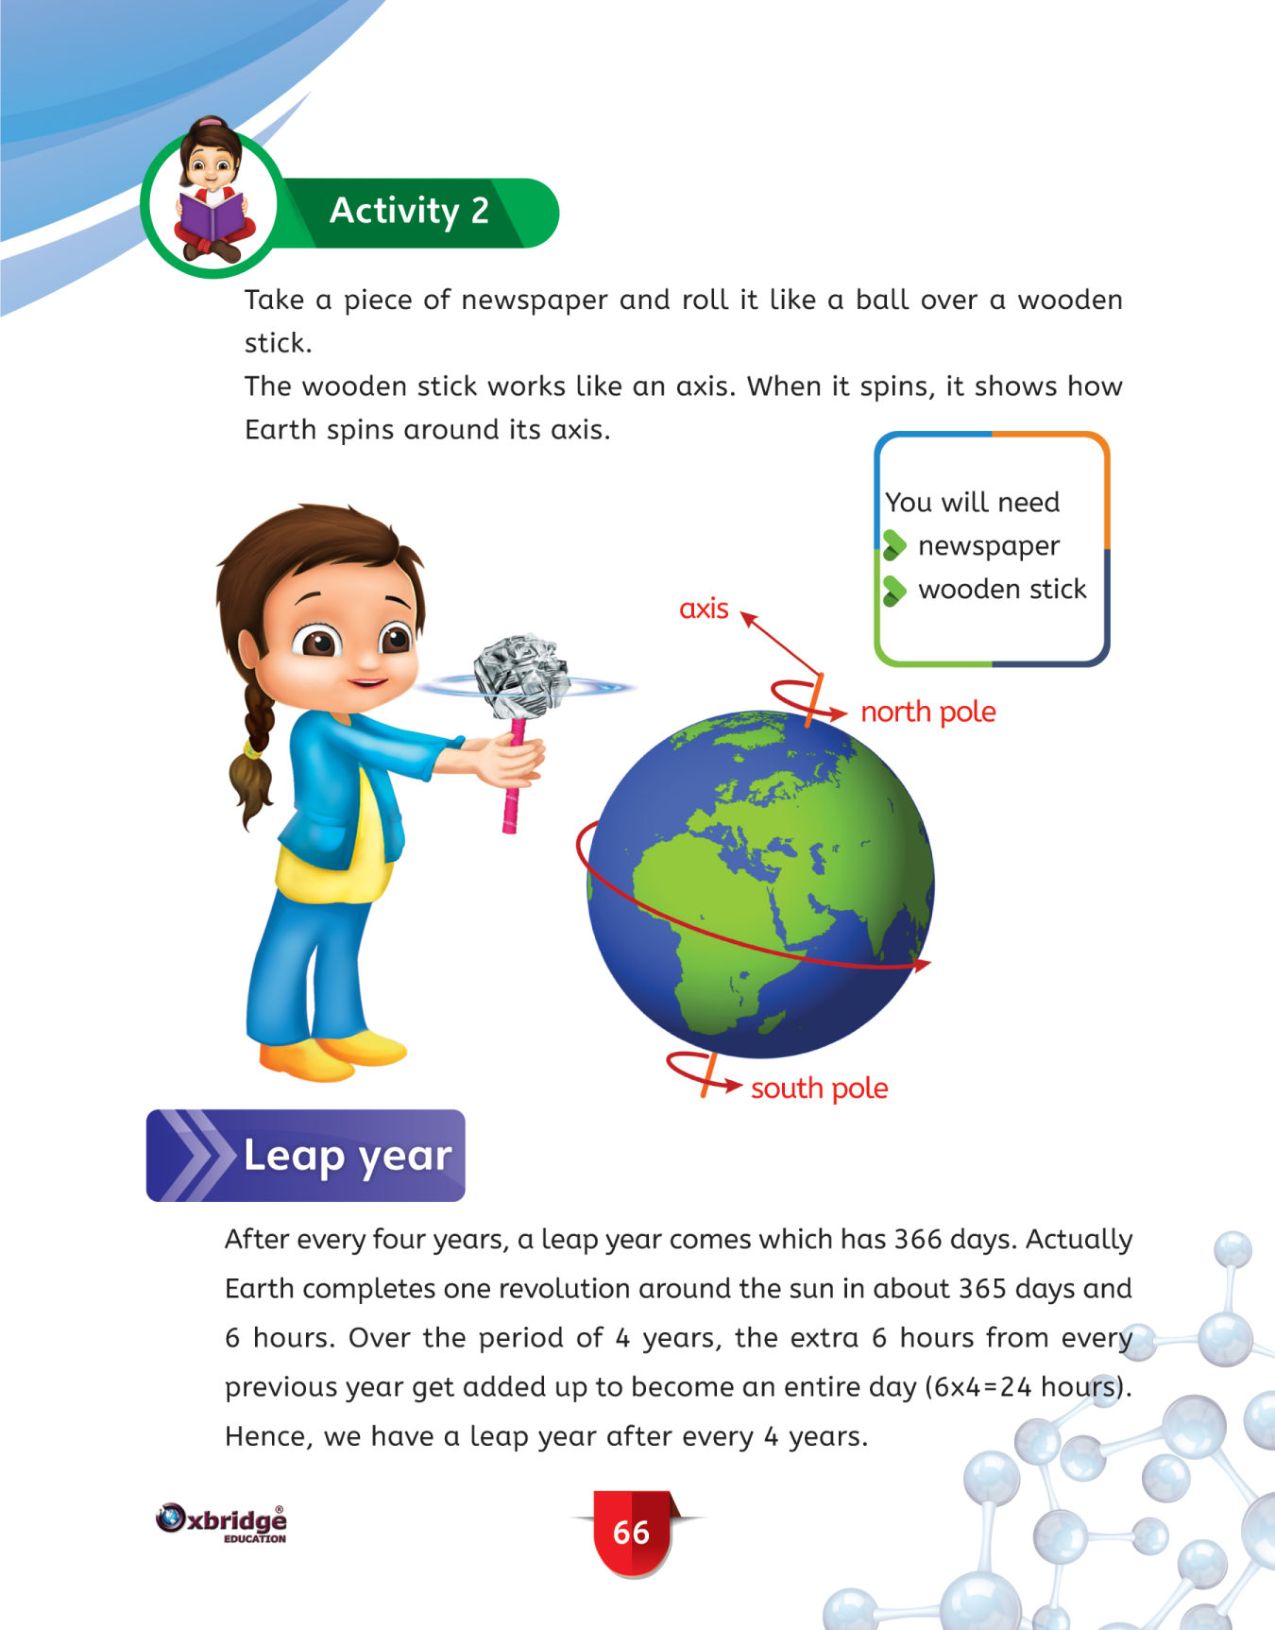 Activity 2
Take a piece of newspaper and roll it like a ball over a wooden
stick.
The wooden stick works like an axis. When it spins, it shows how
Earth spins around its axis.
You will need
newspaper
wooden stick
axis
north pole
south pole
Leap year
After every four years, a leap year comes which has 366 days. Actually
Earth completes one revolution around the sun in about 365 days and
6 hours. Over the period of 4 years, the extra 6 hours from every
previous year get added up to become an entire day (6x4=24 hours).
Hence, we have a leap year after every 4 years.
Oxbridge®
EDUCATION
66